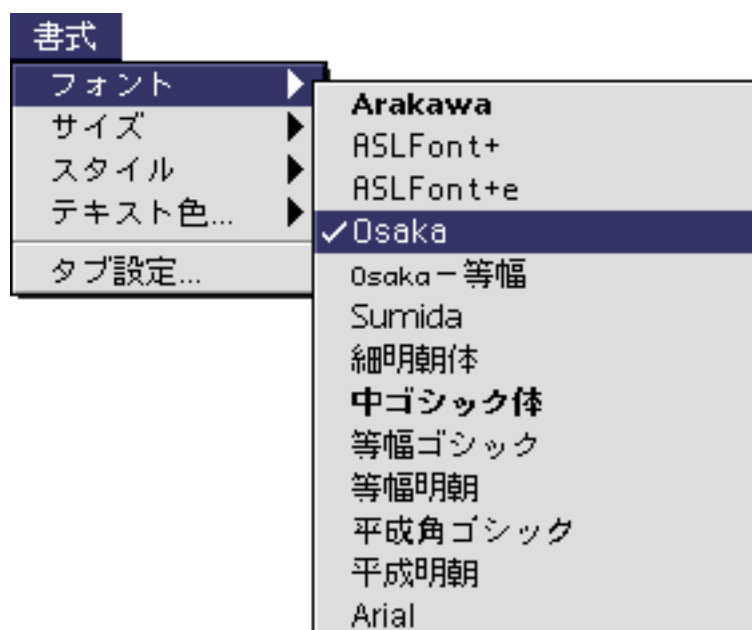 書式
フォント
サイズ
スタイル
テキスト色...
タブ設定...
Arakawa
ASLFont+
ASLFont+e
Osaka
Osaka－等幅
Sumida
細明朝体
中ゴシック体
等幅ゴシック
等幅明朝
平成角ゴシック
平成明朝
Arial